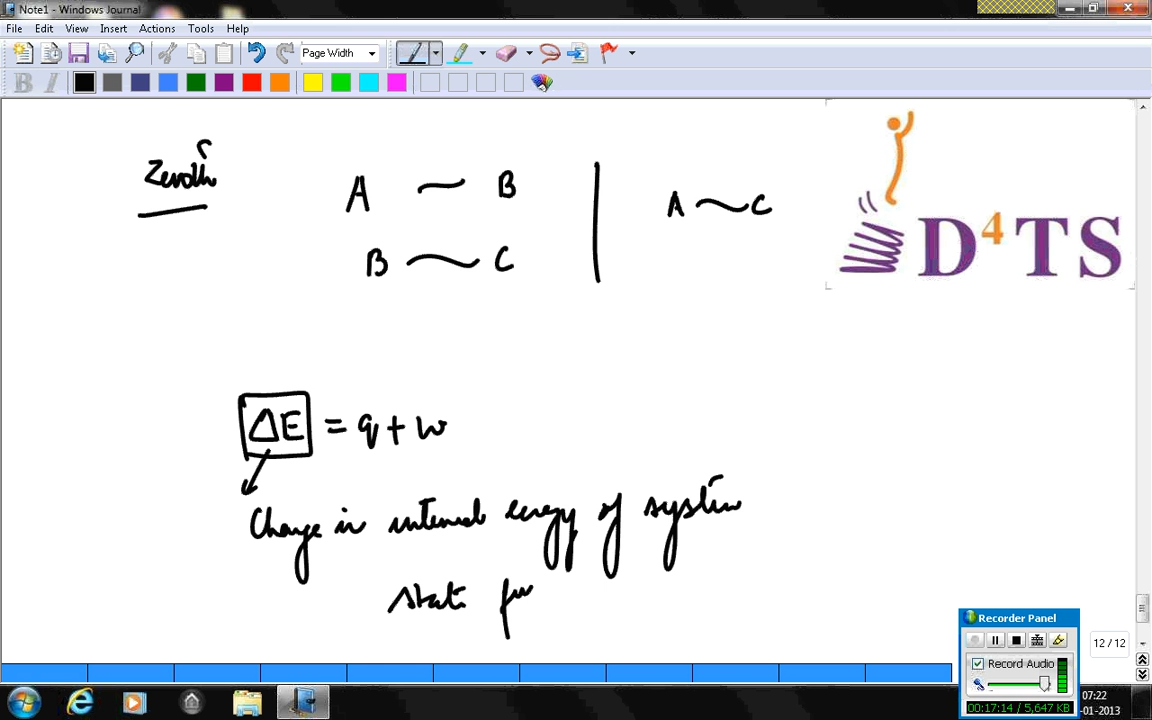 Note1 - Windows Journal
File Edit View Insert Actions Tools Help
Page Width
B I
Zeroth
A ~ B
B ~ C
A ~ C
D4TS
ΔE = q + w
Change in internal energy of system
state fu
Recorder Panel
Record Audio
00:17:14 / 5,647 KB
12 / 12
07:22
-01-2013